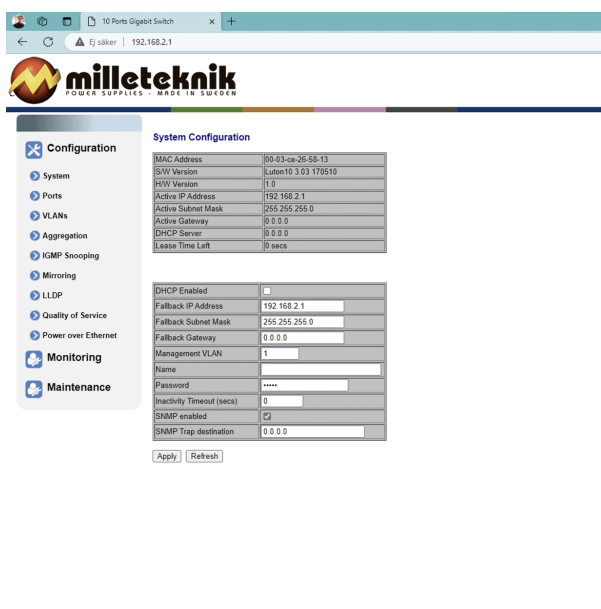 10 Ports Gigabit Switch
Ej säker
192.168.2.1
milleteknik
POWER SUPPLIES - MADE IN SWEDEN
Configuration
System
Ports
VLANs
Aggregation
IGMP Snooping
Mirroring
LLDP
Quality of Service
Power over Ethernet
Monitoring
Maintenance
System Configuration
MAC Address 00-03-ce-26-58-13
S/W Version Luton10 3.03 170510
H/W Version 1.0
Active IP Address 192.168.2.1
Active Subnet Mask 255.255.255.0
Active Gateway 0.0.0.0
DHCP Server 0.0.0.0
Lease Time Left 0 secs
DHCP Enabled
Fallback IP Address 192.168.2.1
Fallback Subnet Mask 255.255.255.0
Fallback Gateway 0.0.0.0
Management VLAN 1
Name
Password •••••
Inactivity Timeout (secs) 0
SNMP enabled
SNMP Trap destination 0.0.0.0
Apply Refresh